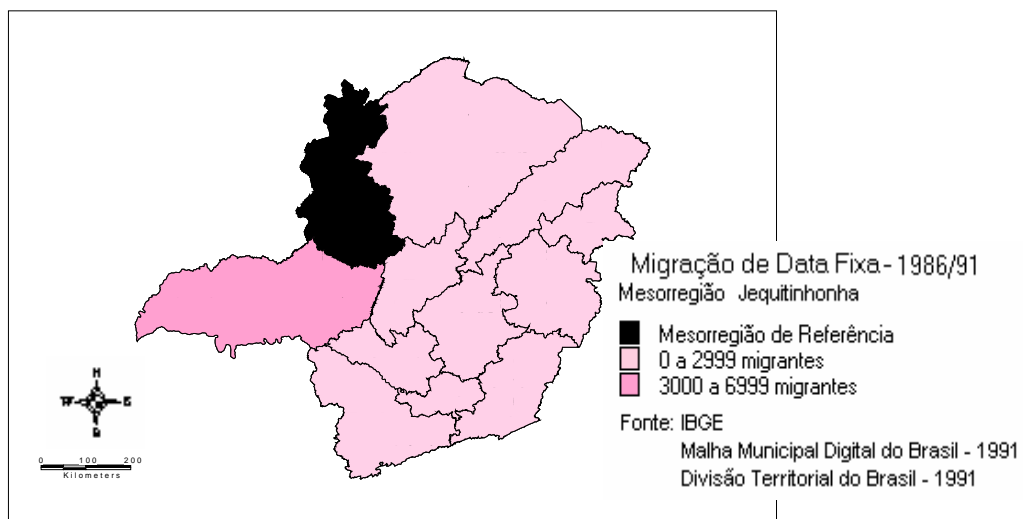 Migração de Data Fixa - 1986/91
Mesorregião Jequitinhonha
Mesorregião de Referência
0 a 2999 migrantes
3000 a 6999 migrantes
Fonte: IBGE
Malha Municipal Digital do Brasil - 1991
Divisão Territorial do Brasil - 1991
0 100 200
Kilometers